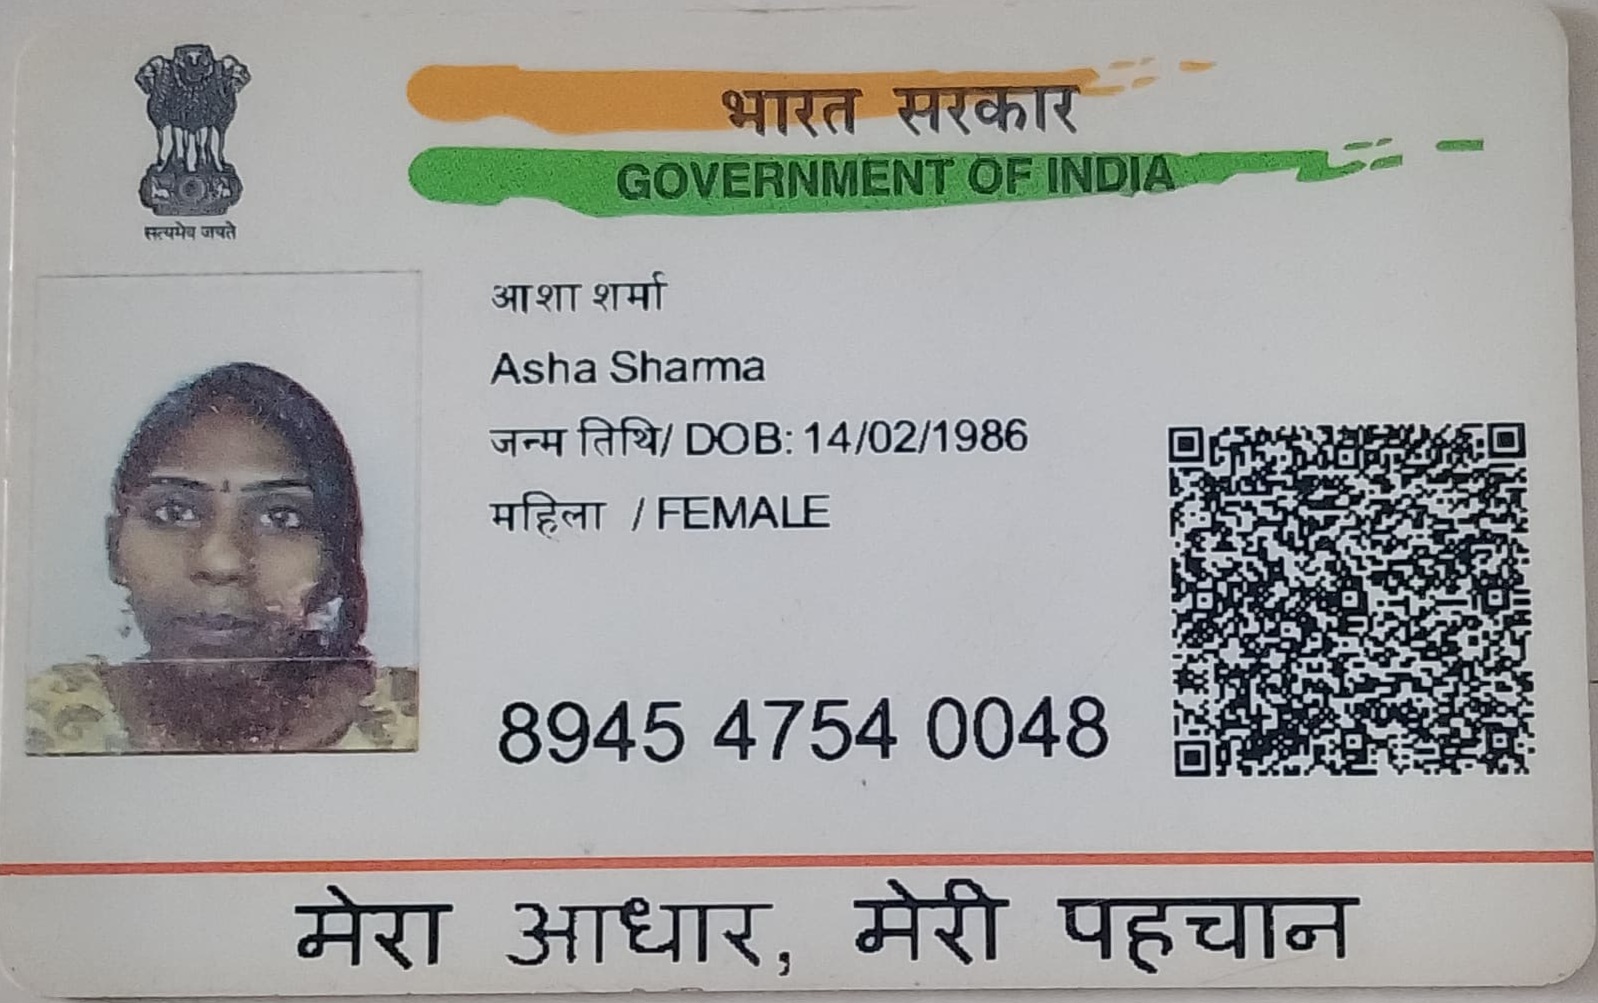 सत्यमेव जयते
भारत सरकार
GOVERNMENT OF INDIA
आशा शर्मा
Asha Sharma
जन्म तिथि/ DOB: 14/02/1986
महिला / FEMALE
8945 4754 0048
मेरा आधार, मेरी पहचान